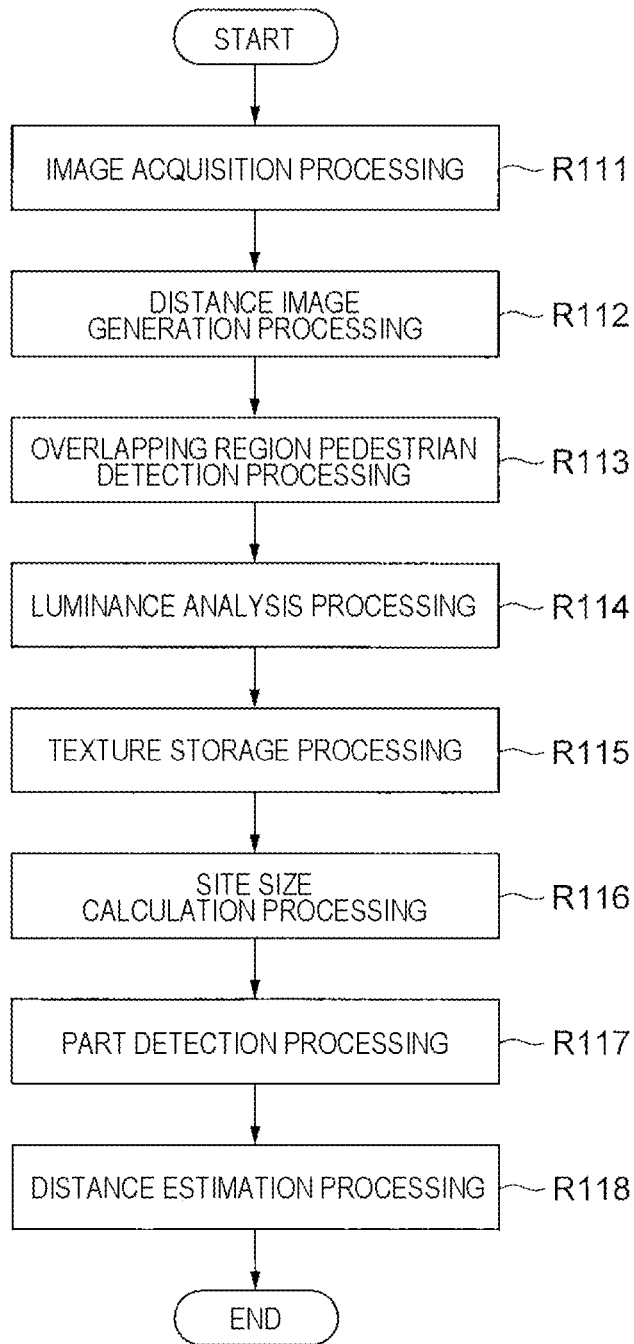 START
IMAGE ACQUISITION PROCESSING
R111
DISTANCE IMAGE
GENERATION PROCESSING
R112
OVERLAPPING REGION PEDESTRIAN
DETECTION PROCESSING
R113
LUMINANCE ANALYSIS PROCESSING
R114
TEXTURE STORAGE PROCESSING
R115
SITE SIZE
CALCULATION PROCESSING
R116
PART DETECTION PROCESSING
R117
DISTANCE ESTIMATION PROCESSING
R118
END